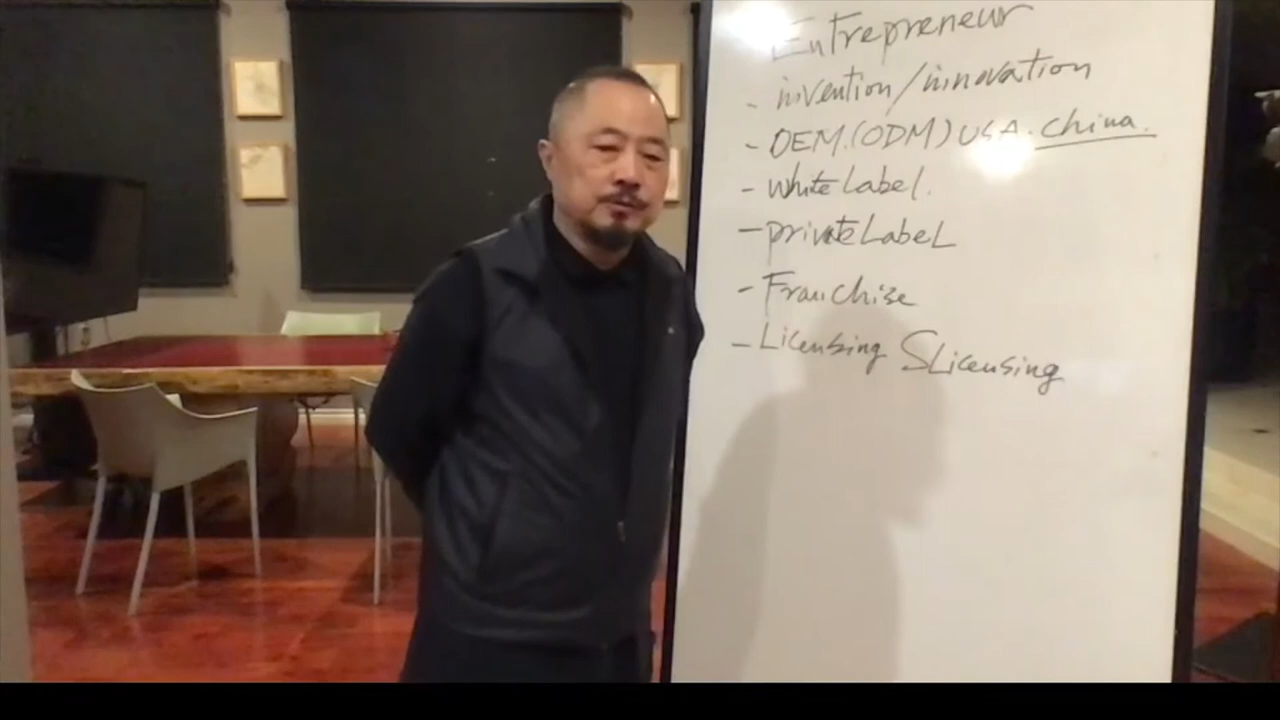 Entrepreneur
- invention/innovation
- OEM.(ODM) USA. China.
- white Label.
- private Label
- Franchise
- Licensing SLicensing